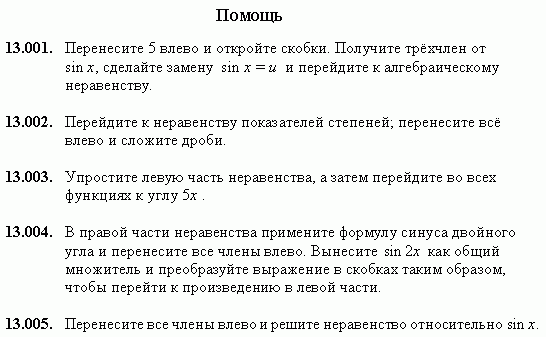 Помощь
13.001. Перенесите 5 влево и откройте скобки. Получите трёхчлен от
sin x, сделайте замену sin x = u и перейдите к алгебраическому
неравенству.
13.002. Перейдите к неравенству показателей степеней; перенесите всё
влево и сложите дроби.
13.003. Упростите левую часть неравенства, а затем перейдите во всех
функциях к углу 5x .
13.004. В правой части неравенства примените формулу синуса двойного
угла и перенесите все члены влево. Вынесите sin 2x как общий
множитель и преобразуйте выражение в скобках таким образом,
чтобы перейти к произведению в левой части.
13.005. Перенесите все члены влево и решите неравенство относительно sin x.